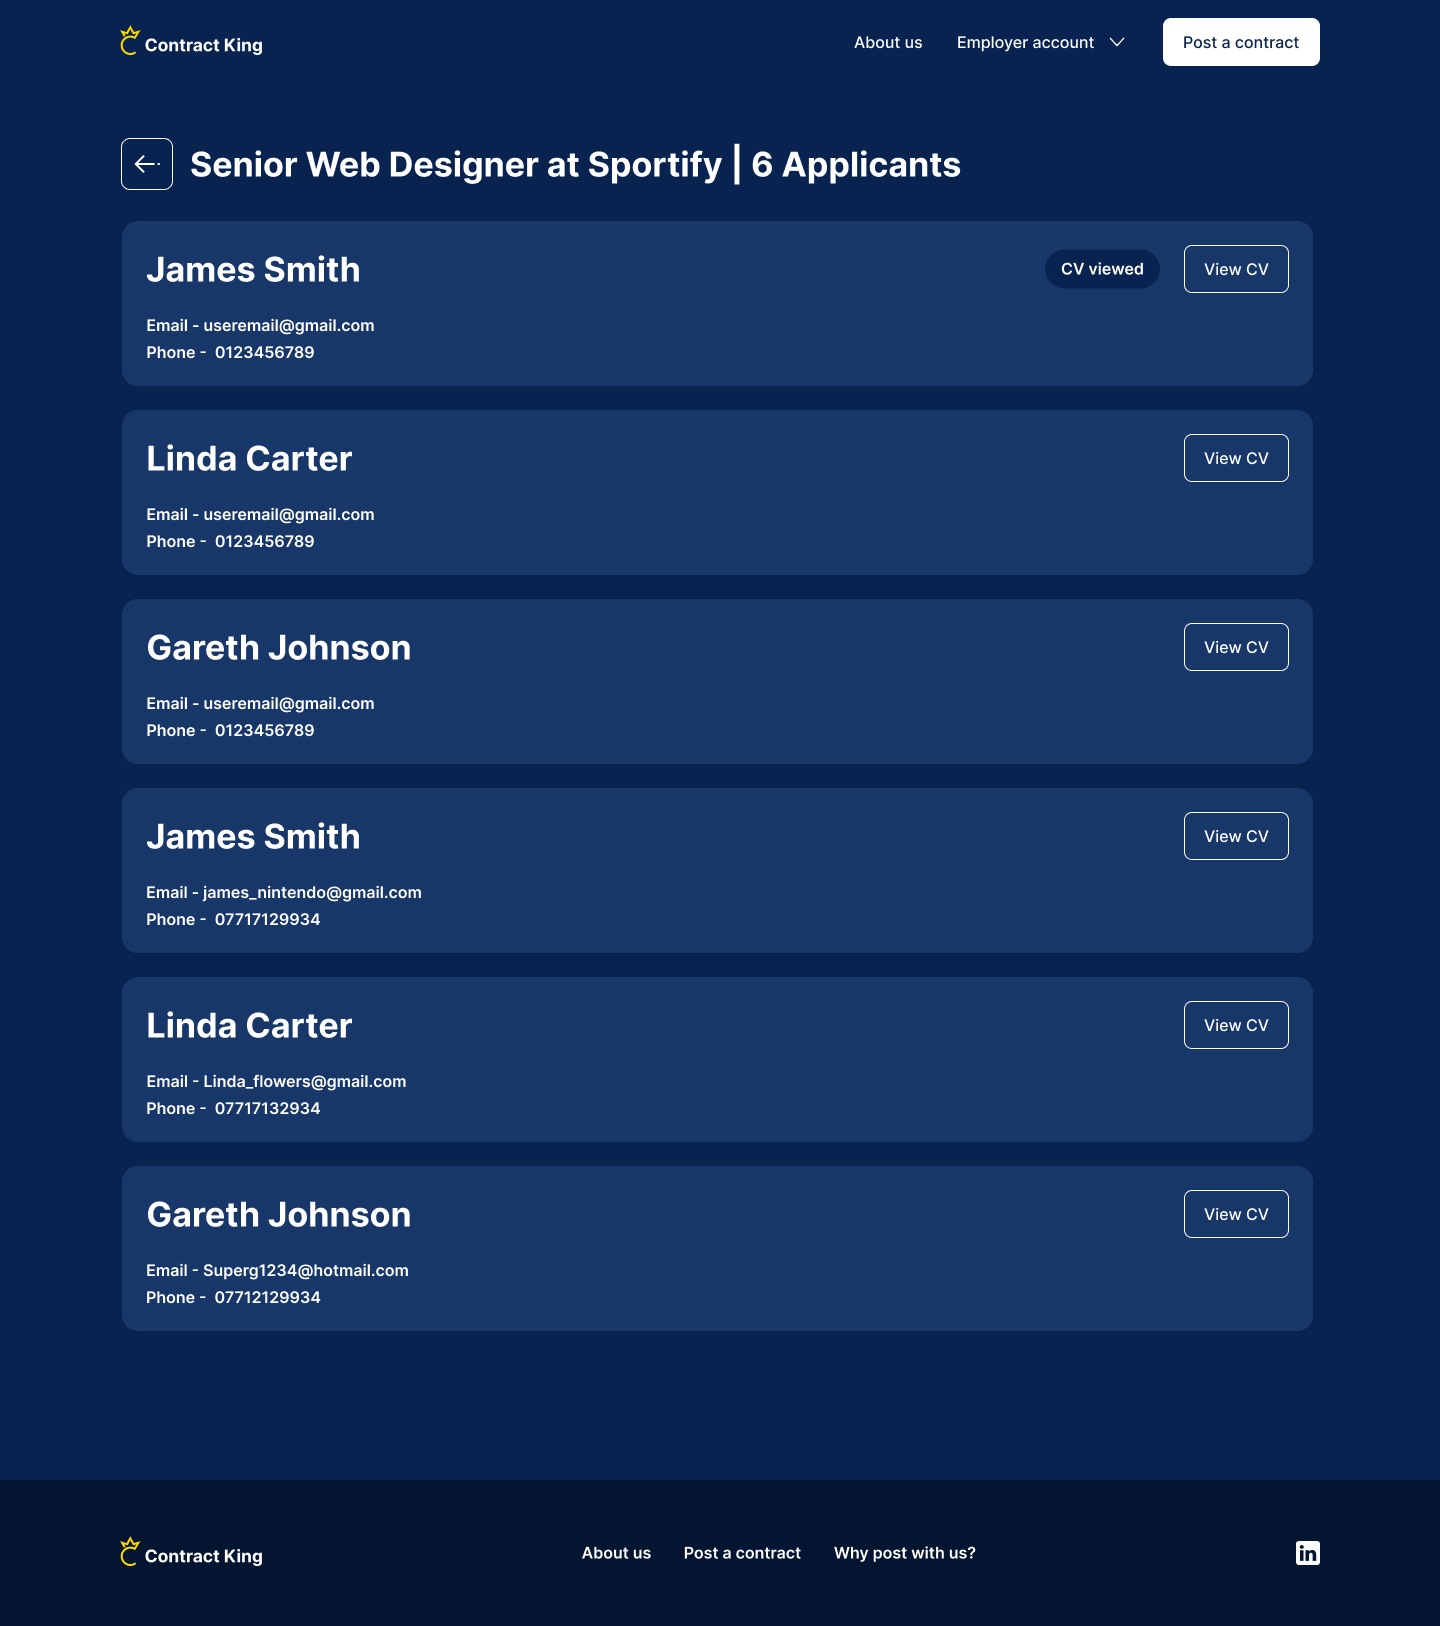 Contract King
About us
Employer account
Post a contract
Senior Web Designer at Sportify | 6 Applicants
James Smith
CV viewed
View CV
Email - useremail@gmail.com
Phone - 0123456789
Linda Carter
View CV
Email - useremail@gmail.com
Phone - 0123456789
Gareth Johnson
View CV
Email - useremail@gmail.com
Phone - 0123456789
James Smith
View CV
Email - james_nintendo@gmail.com
Phone - 07717129934
Linda Carter
View CV
Email - Linda_flowers@gmail.com
Phone - 07717132934
Gareth Johnson
View CV
Email - Superg1234@hotmail.com
Phone - 07712129934
Contract King
About us
Post a contract
Why post with us?
in